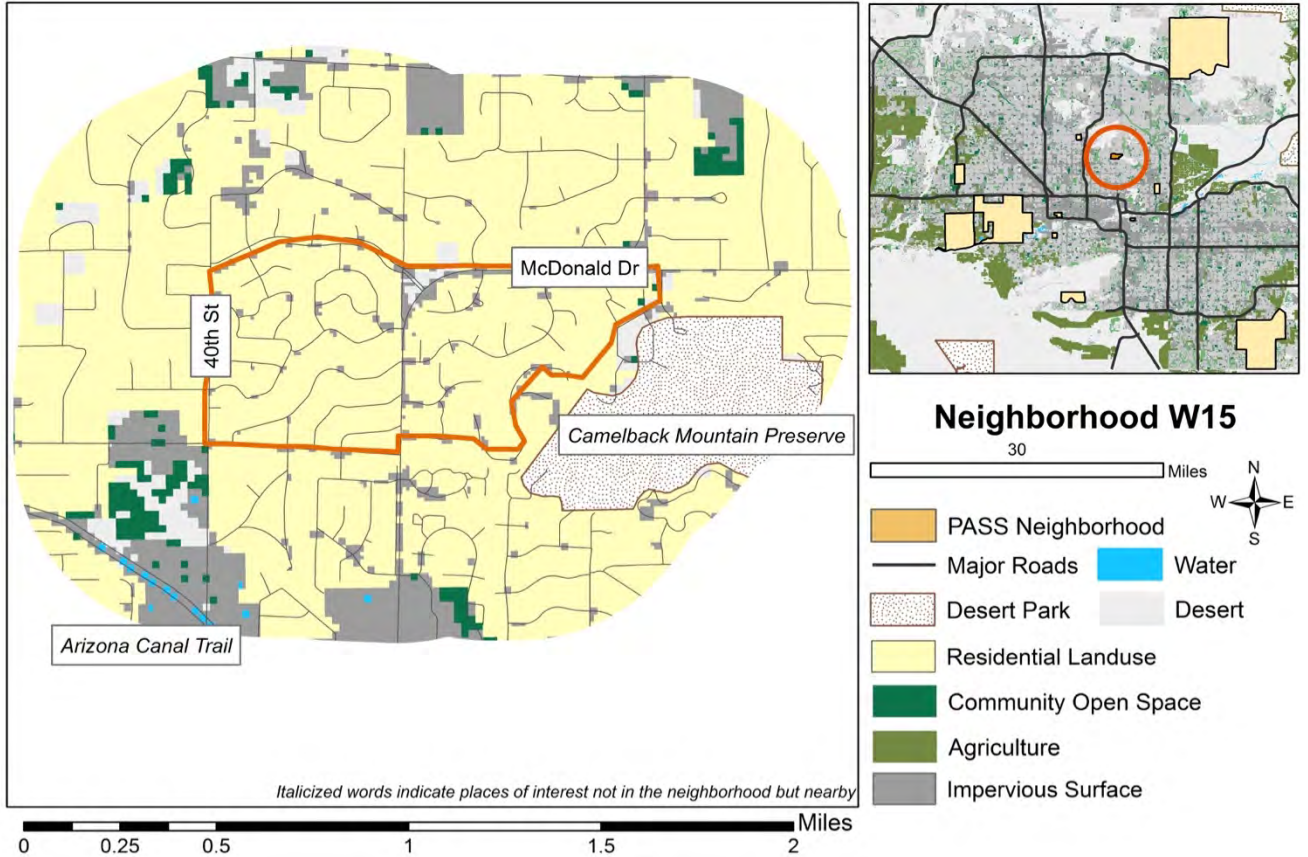 McDonald Dr
40th St
Camelback Mountain Preserve
Arizona Canal Trail
Italicized words indicate places of interest not in the neighborhood but nearby
Miles
0 0.25 0.5 1 1.5 2
Neighborhood W15
30
Miles
N
W E
S
PASS Neighborhood
Major Roads
Water
Desert Park
Desert
Residential Landuse
Community Open Space
Agriculture
Impervious Surface